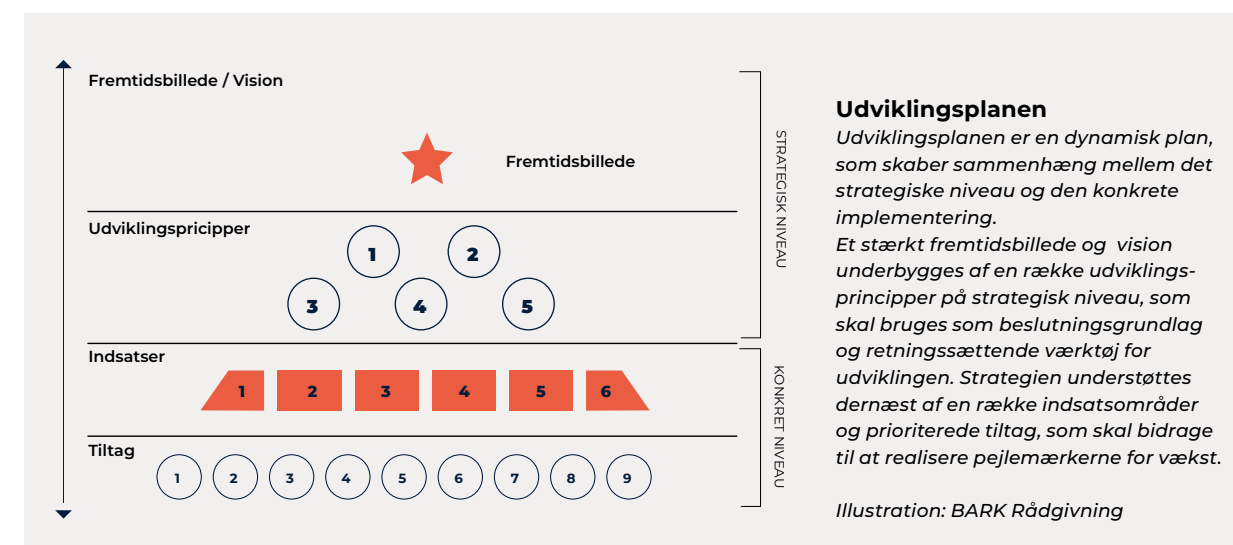 Fremtidsbillede / Vision
Fremtidsbillede
STRATEGISK NIVEAU
Udviklingspricipper
1
2
3
4
5
Indsatser
1
2
3
4
5
6
KONKRET NIVEAU
Tiltag
1
2
3
4
5
6
7
8
9
Udviklingsplanen
Udviklingsplanen er en dynamisk plan,
som skaber sammenhæng mellem det
strategiske niveau og den konkrete
implementering.
Et stærkt fremtidsbillede og  vision
underbygges af en række udviklings-
principper på strategisk niveau, som
skal bruges som beslutningsgrundlag
og retningssættende værktøj for
udviklingen. Strategien understøttes
dernæst af en række indsatsområder
og prioriterede tiltag, som skal bidrage
til at realisere pejlemærkerne for vækst.
Illustration: BARK Rådgivning